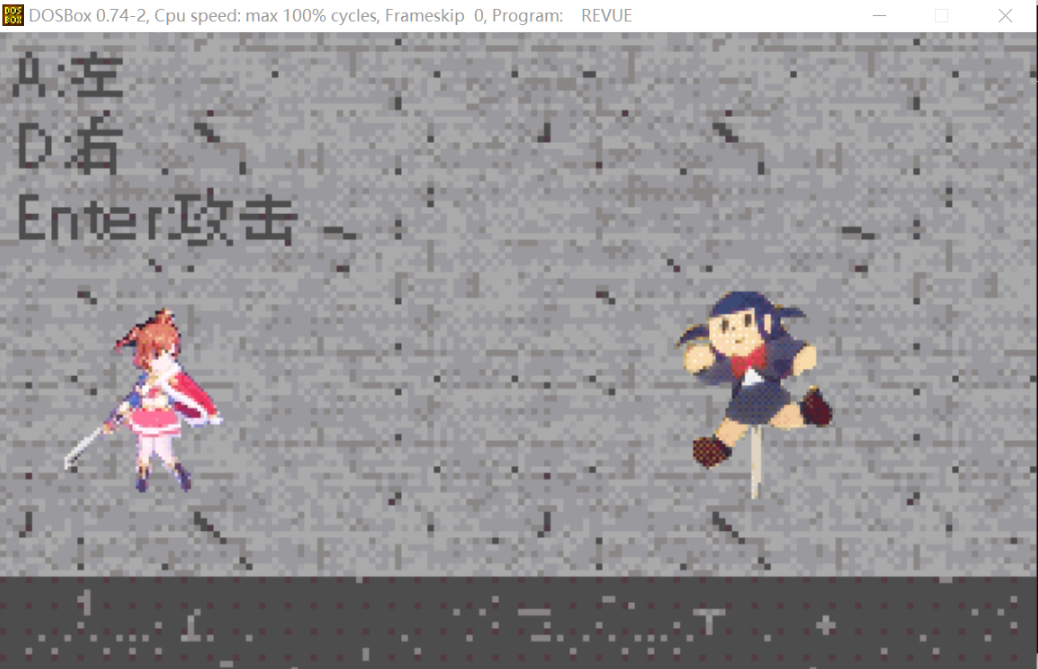 DOSBox 0.74-2, Cpu speed: max 100% cycles, Frameskip 0, Program: REVUE
A:左
D:右
Enter:攻击